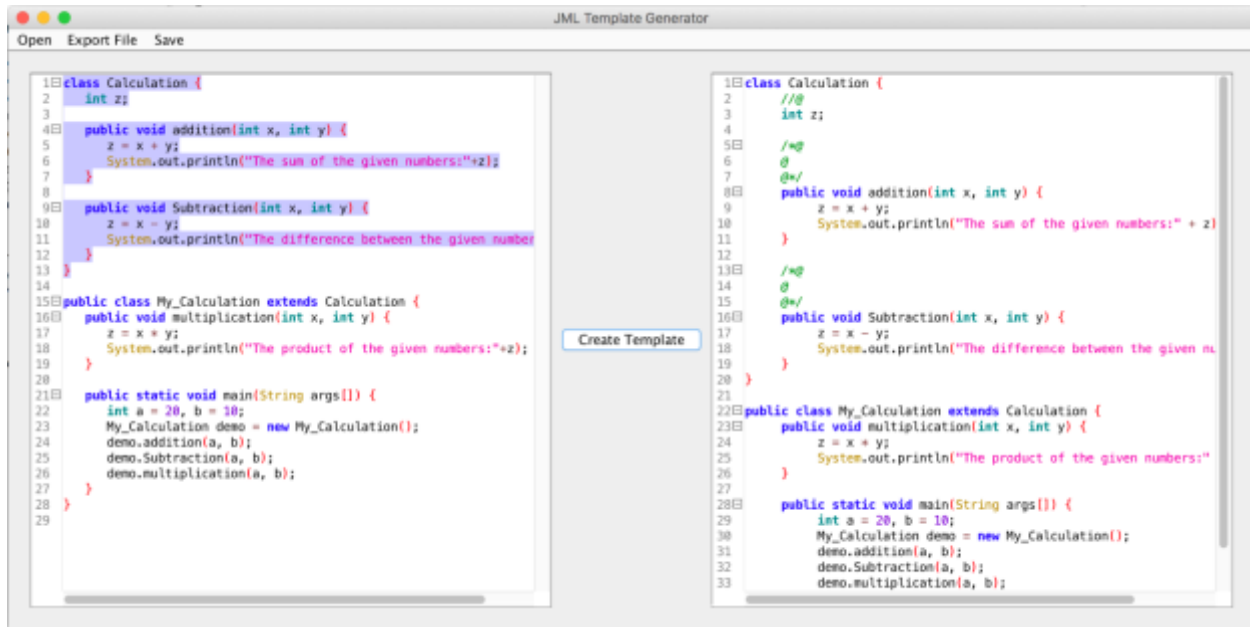 JML Template Generator
Open Export File Save
1 class Calculation {
2 int z;
3
4 public void addition(int x, int y) {
5 z = x + y;
6 System.out.println("The sum of the given numbers:"+z);
7 }
8
9 public void Subtraction(int x, int y) {
10 z = x - y;
11 System.out.println("The difference between the given number
12 }
13 }
14
15 public class My_Calculation extends Calculation {
16 public void multiplication(int x, int y) {
17 z = x * y;
18 System.out.println("The product of the given numbers:"+z);
19 }
20
21 public static void main(String args[]) {
22 int a = 20, b = 10;
23 My_Calculation demo = new My_Calculation();
24 demo.addition(a, b);
25 demo.Subtraction(a, b);
26 demo.multiplication(a, b);
27 }
28 }
29
Create Template
1 class Calculation {
2 //@
3 int z;
4
5 /*@
6 @
7 @*/
8 public void addition(int x, int y) {
9 z = x + y;
10 System.out.println("The sum of the given numbers:" + z)
11 }
12
13 /*@
14 @
15 @*/
16 public void Subtraction(int x, int y) {
17 z = x - y;
18 System.out.println("The difference between the given nu
19 }
20 }
21
22 public class My_Calculation extends Calculation {
23 public void multiplication(int x, int y) {
24 z = x * y;
25 System.out.println("The product of the given numbers:"
26 }
27
28 public static void main(String args[]) {
29 int a = 20, b = 10;
30 My_Calculation demo = new My_Calculation();
31 demo.addition(a, b);
32 demo.Subtraction(a, b);
33 demo.multiplication(a, b);